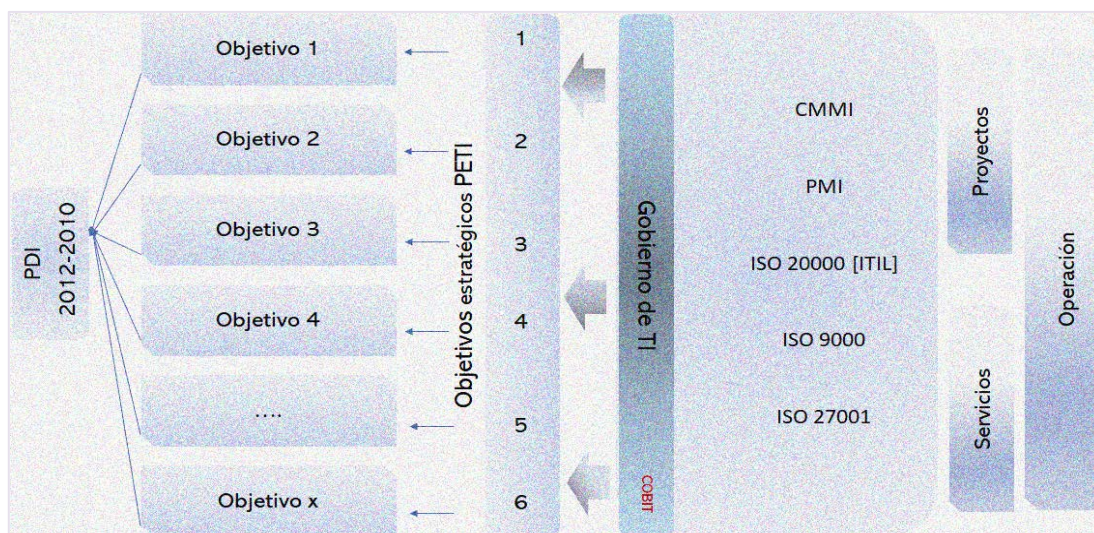 PDI
2012-2010
Objetivo 1
Objetivo 2
Objetivo 3
Objetivo 4
....
Objetivo x
Objetivos estratégicos PETI
1
2
3
4
5
6
Gobierno de TI
COBIT
CMMI
PMI
ISO 20000 [ITIL]
ISO 9000
ISO 27001
Proyectos
Servicios
Operación